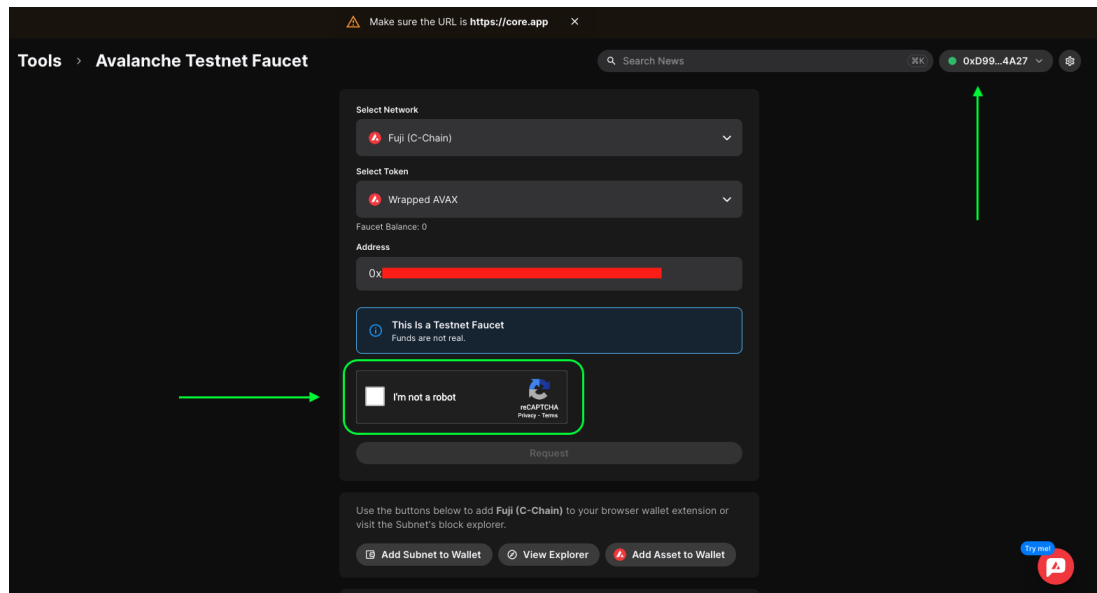 Make sure the URL is https://core.app
Tools > Avalanche Testnet Faucet
Search News
⌘K
0xD99...4A27
Select Network
Fuji (C-Chain)
Select Token
Wrapped AVAX
Faucet Balance: 0
Address
0x
This Is a Testnet Faucet
Funds are not real.
I'm not a robot
reCAPTCHA
Privacy - Terms
Request
Use the buttons below to add Fuji (C-Chain) to your browser wallet extension or
visit the Subnet's block explorer.
Add Subnet to Wallet
View Explorer
Add Asset to Wallet
Try me!